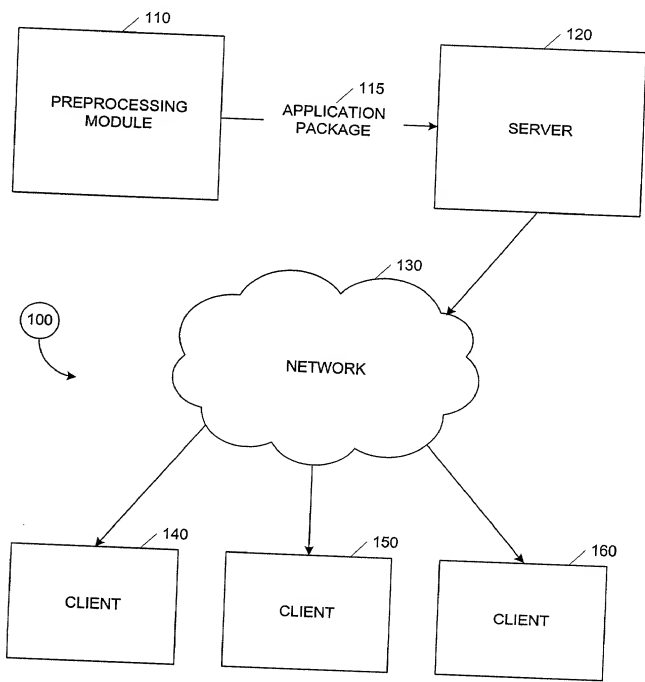 110
PREPROCESSING
MODULE
115
APPLICATION
PACKAGE
120
SERVER
130
NETWORK
100
140
CLIENT
150
CLIENT
160
CLIENT